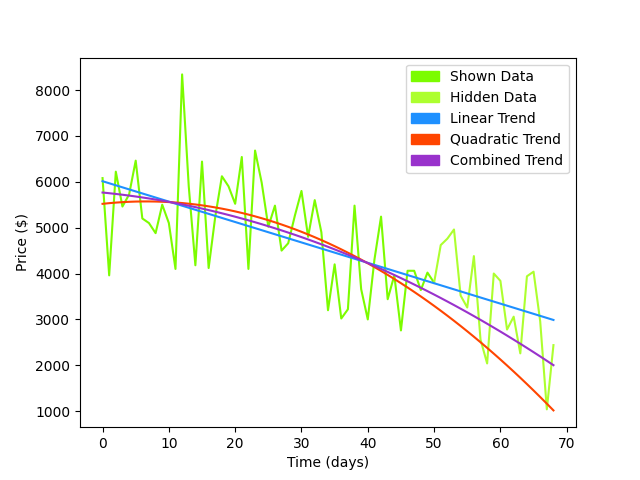 8000
7000
6000
5000
4000
3000
2000
1000
Price ($)
0 10 20 30 40 50 60 70
Time (days)
Shown Data
Hidden Data
Linear Trend
Quadratic Trend
Combined Trend